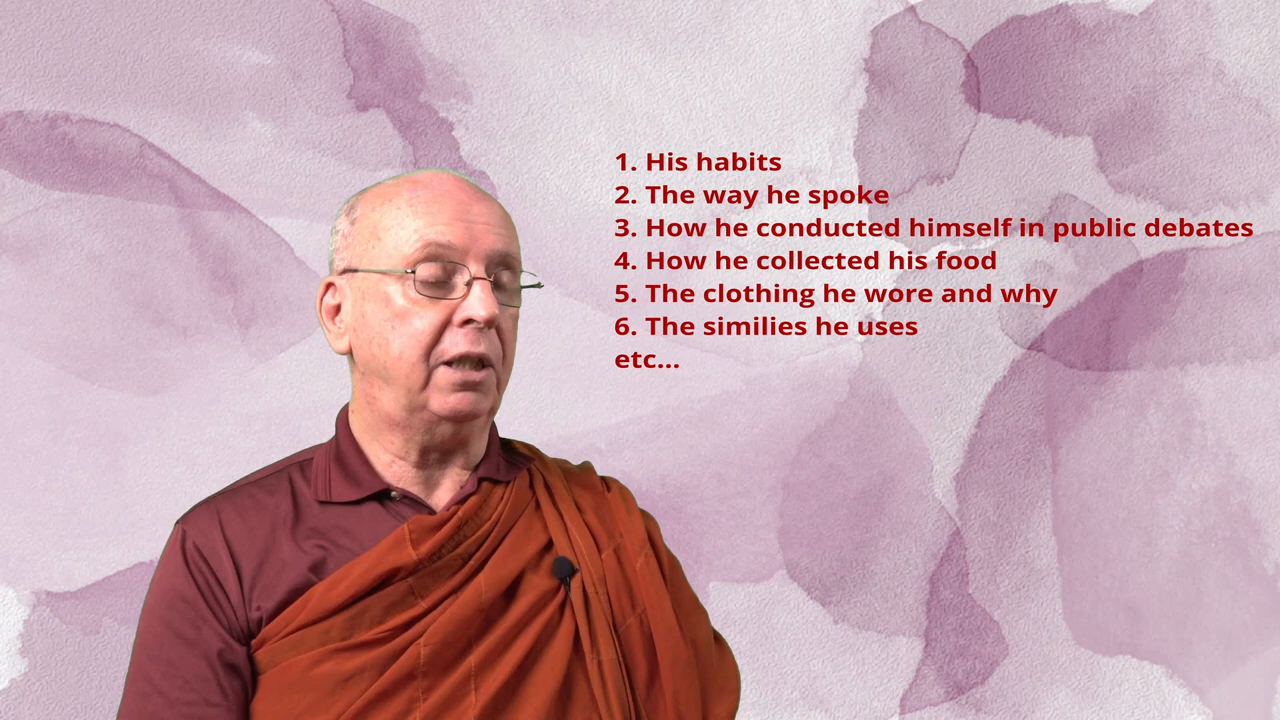 1. His habits
2. The way he spoke
3. How he conducted himself in public debates
4. How he collected his food
5. The clothing he wore and why
6. The similies he uses
etc...